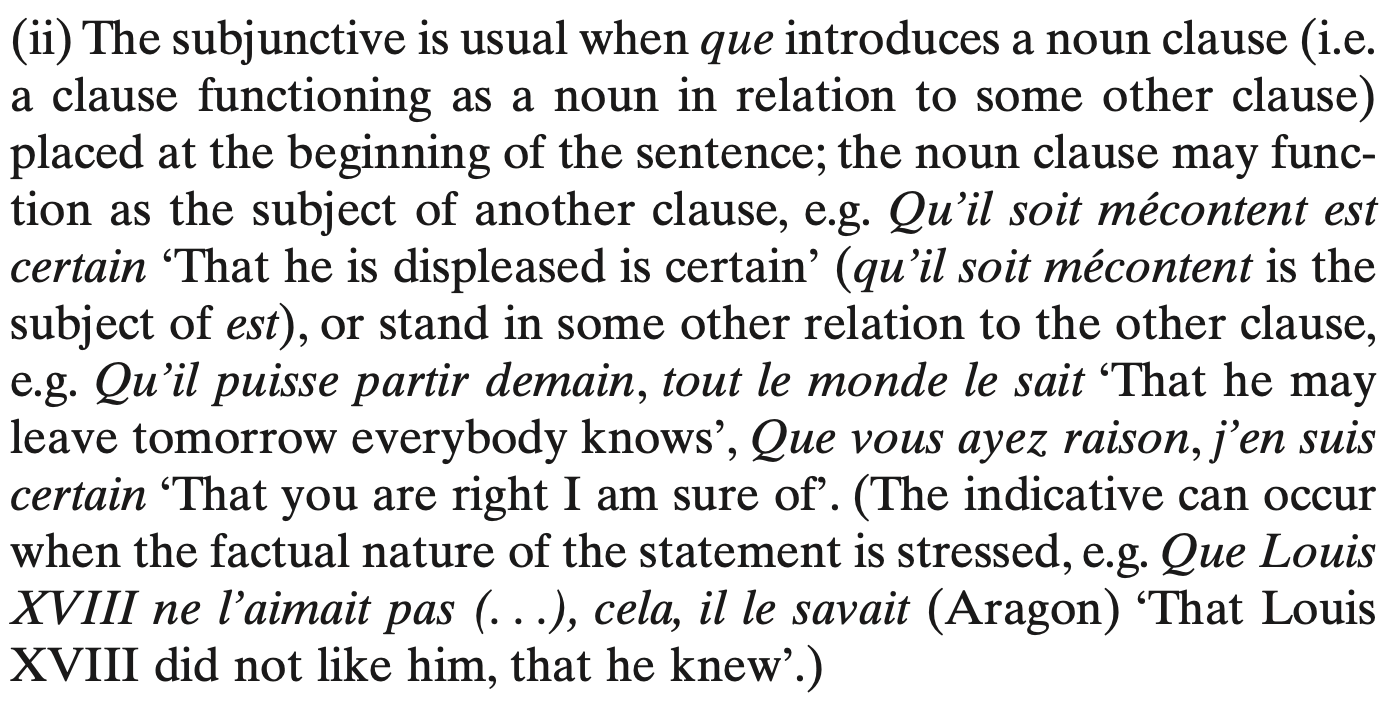 (ii) The subjunctive is usual when que introduces a noun clause (i.e.
a clause functioning as a noun in relation to some other clause)
placed at the beginning of the sentence; the noun clause may func-
tion as the subject of another clause, e.g. Qu’il soit mécontent est
certain ‘That he is displeased is certain’ (qu’il soit mécontent is the
subject of est), or stand in some other relation to the other clause,
e.g. Qu’il puisse partir demain, tout le monde le sait ‘That he may
leave tomorrow everybody knows’, Que vous ayez raison, j’en suis
certain ‘That you are right I am sure of’. (The indicative can occur
when the factual nature of the statement is stressed, e.g. Que Louis
XVIII ne l’aimait pas (. . .), cela, il le savait (Aragon) ‘That Louis
XVIII did not like him, that he knew’.)